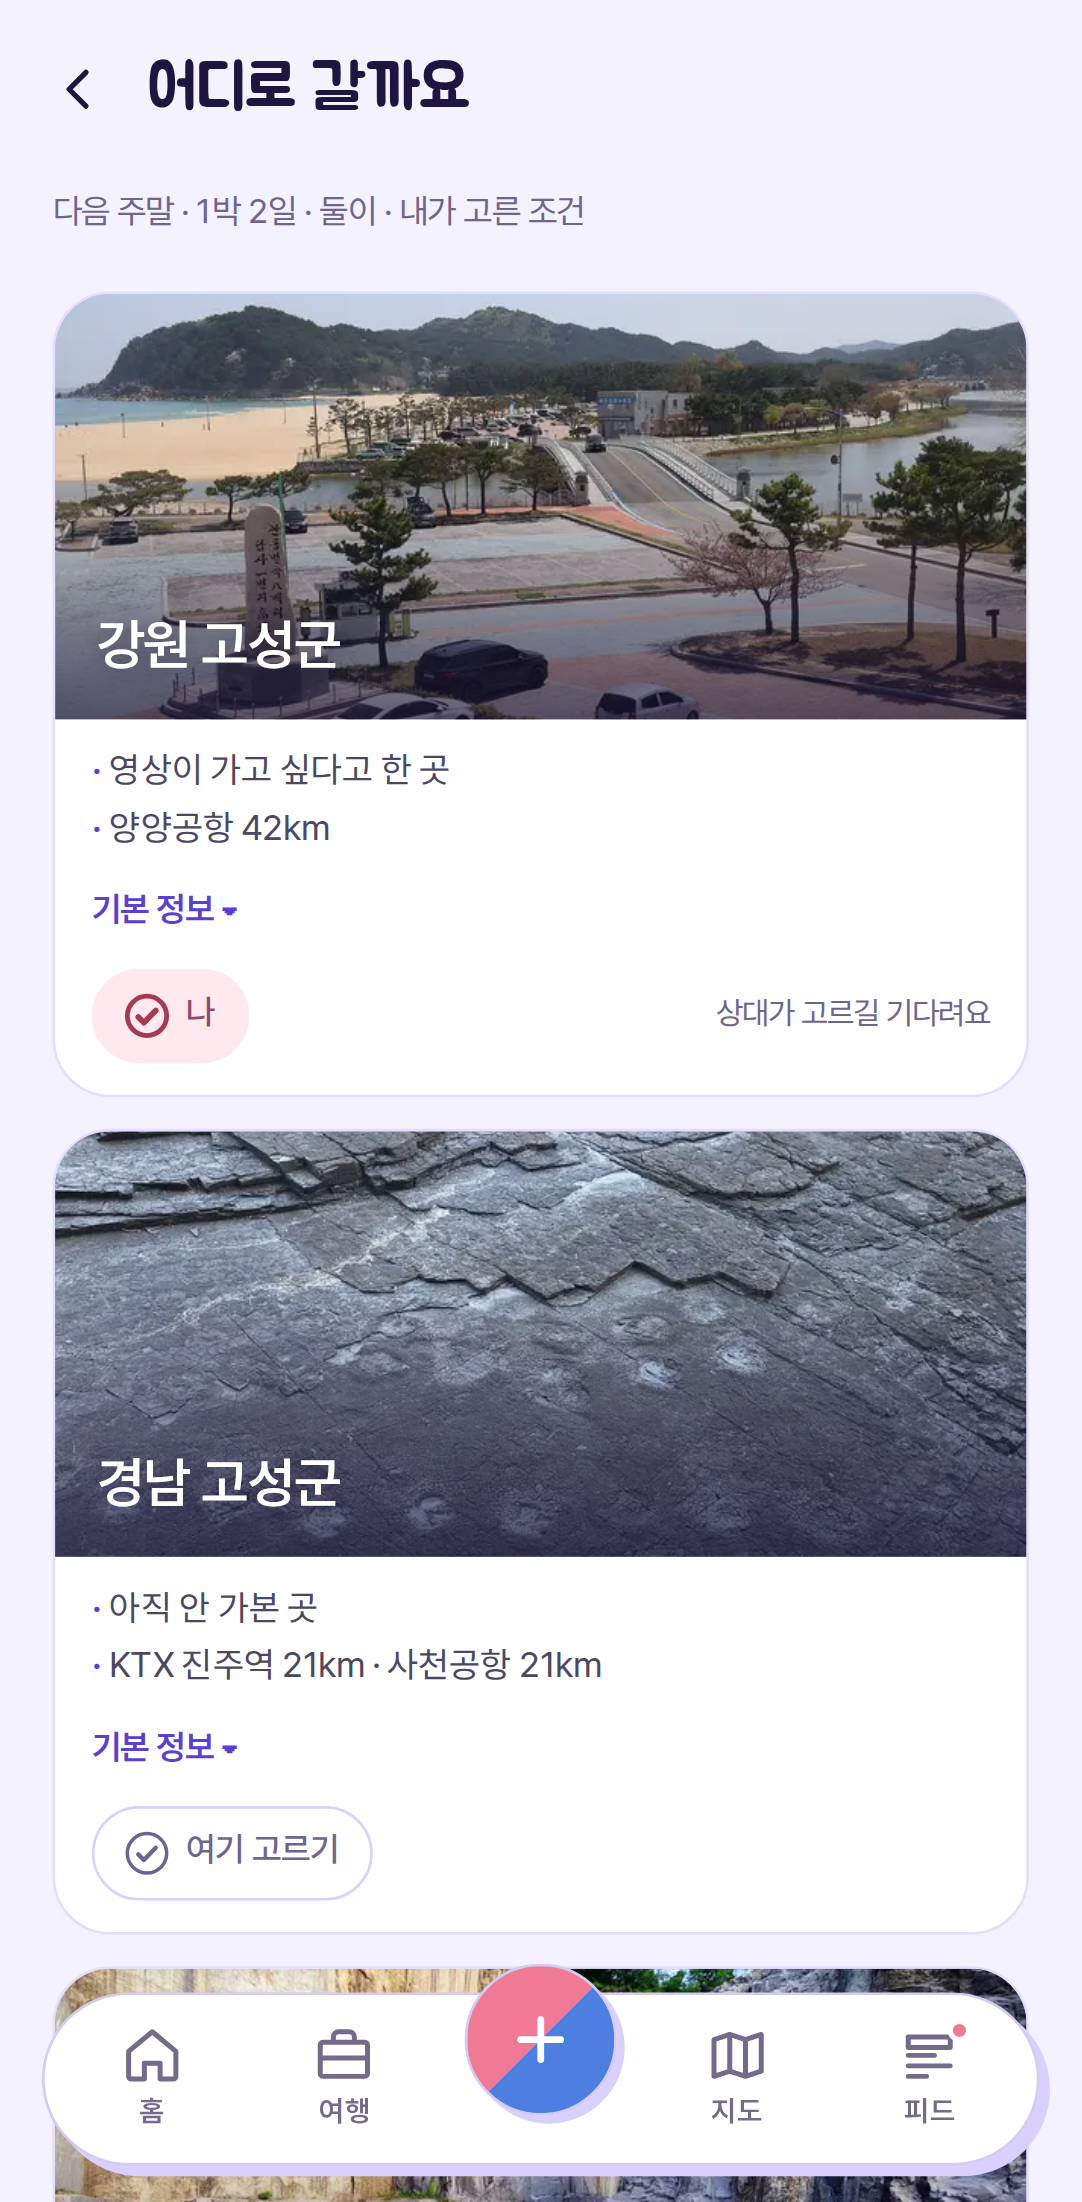 어디로 갈까요
다음 주말 · 1박 2일 · 둘이 · 내가 고른 조건
강원 고성군
· 영상이 가고 싶다고 한 곳
· 양양공항 42km
기본 정보
나
상대가 고르길 기다려요
경남 고성군
· 아직 안 가본 곳
· KTX 진주역 21km · 사천공항 21km
기본 정보
여기 고르기
홈
여행
지도
피드